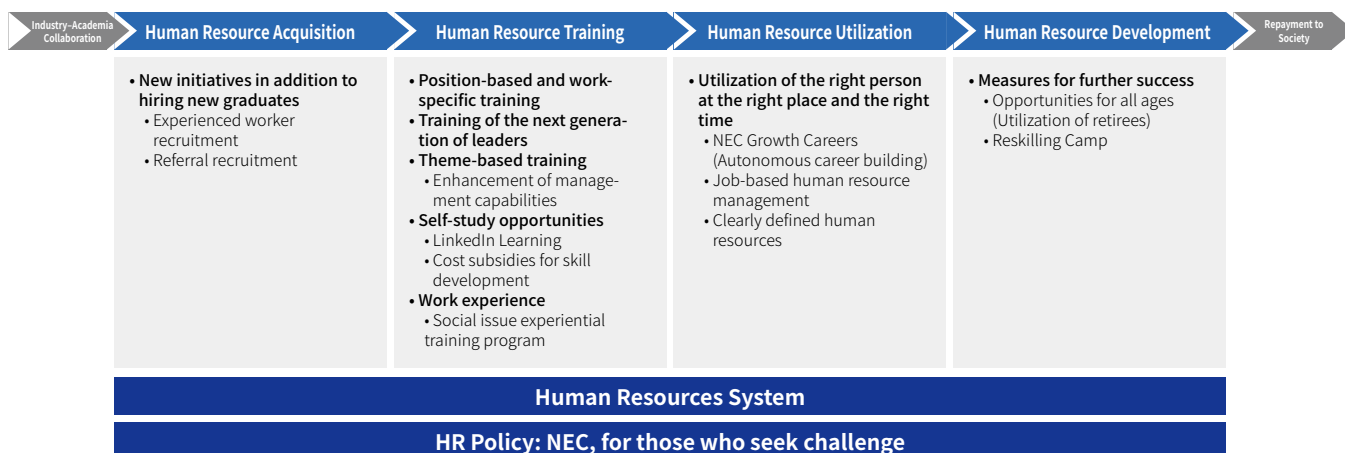 Industry–Academia
Collaboration
Human Resource Acquisition
Human Resource Training
Human Resource Utilization
Human Resource Development
Repayment to
Society
• New initiatives in addition to
hiring new graduates
• Experienced worker
recruitment
• Referral recruitment
• Position-based and work-
specific training
• Training of the next genera-
tion of leaders
• Theme-based training
• Enhancement of manage-
ment capabilities
• Self-study opportunities
• LinkedIn Learning
• Cost subsidies for skill
development
• Work experience
• Social issue experiential
training program
• Utilization of the right person
at the right place and the right
time
• NEC Growth Careers
(Autonomous career building)
• Job-based human resource
management
• Clearly defined human
resources
• Measures for further success
• Opportunities for all ages
(Utilization of retirees)
• Reskilling Camp
Human Resources System
HR Policy: NEC, for those who seek challenge